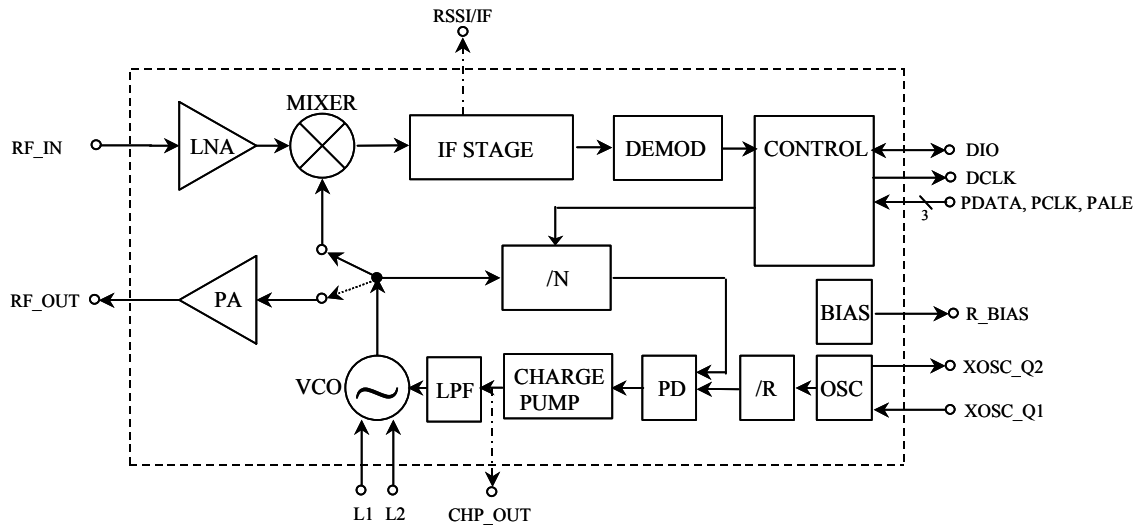 RSSI/IF
MIXER
RF_IN
LNA
IF STAGE
DEMOD
CONTROL
DIO
DCLK
PDATA, PCLK, PALE
3
/N
RF_OUT
PA
BIAS
R_BIAS
VCO
LPF
CHARGE
PUMP
PD
/R
OSC
XOSC_Q2
XOSC_Q1
L1
L2
CHP_OUT